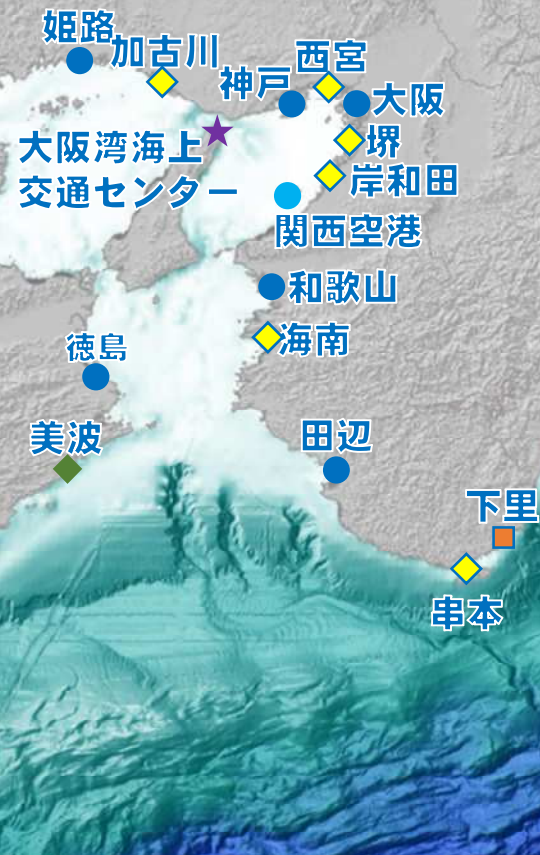 姫路
加古川
西宮
神戸
大阪
大阪湾海上
交通センター
堺
岸和田
関西空港
和歌山
海南
徳島
美波
田辺
下里
串本